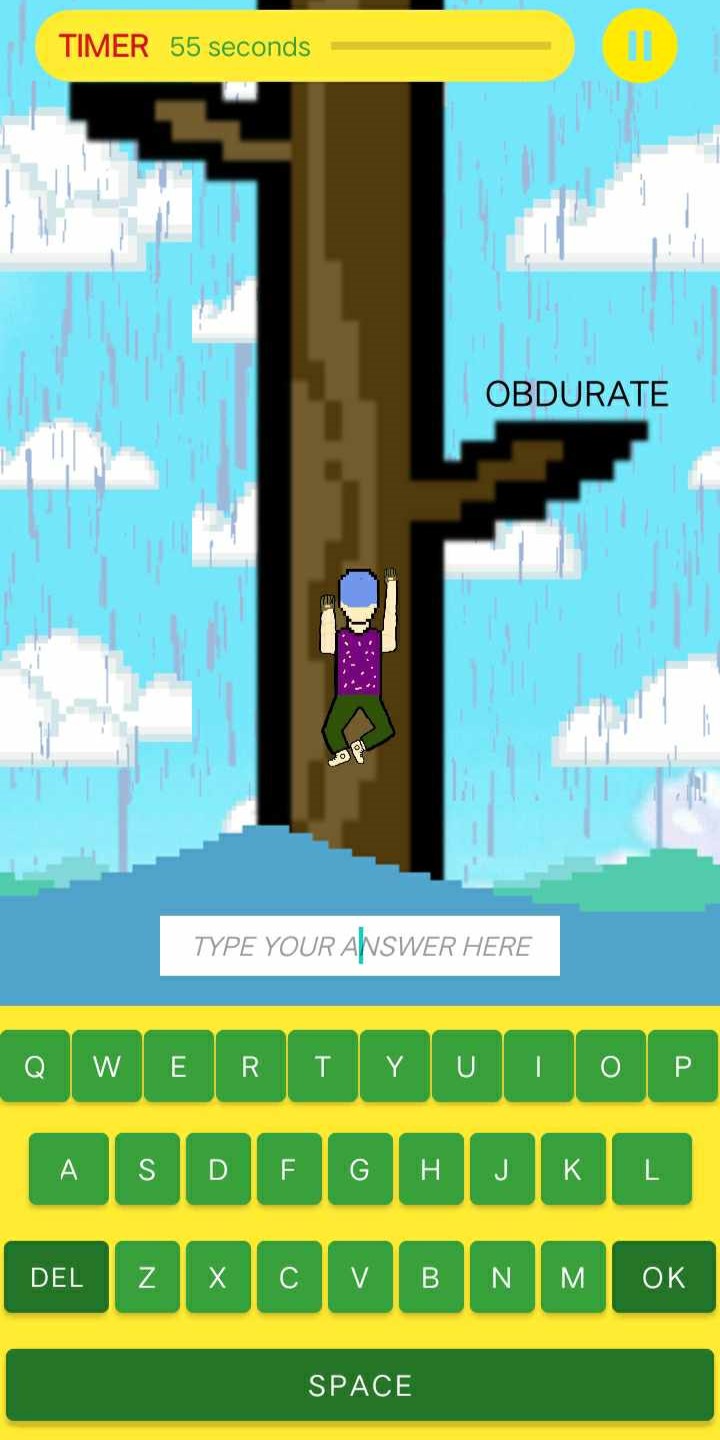 TIMER 55 seconds
OBDURATE
TYPE YOUR ANSWER HERE
Q W E R T Y U I O P
A S D F G H J K L
DEL Z X C V B N M OK
SPACE